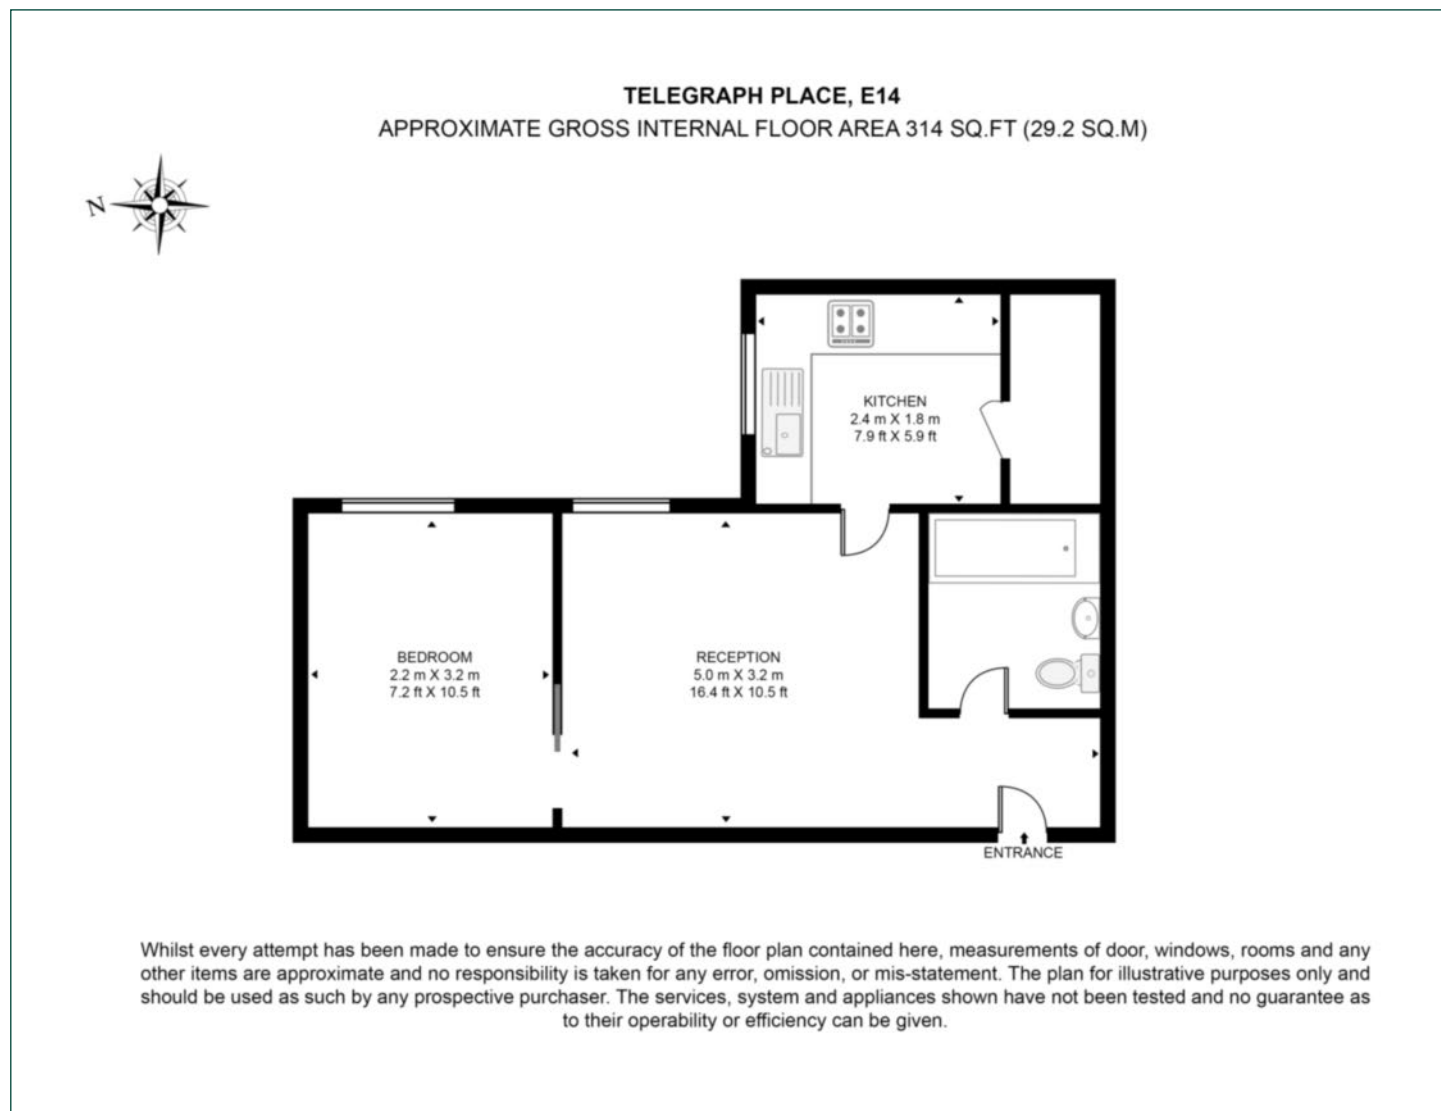 TELEGRAPH PLACE, E14
APPROXIMATE GROSS INTERNAL FLOOR AREA 314 SQ.FT (29.2 SQ.M)
N
KITCHEN
2.4 m X 1.8 m
7.9 ft X 5.9 ft
BEDROOM
2.2 m X 3.2 m
7.2 ft X 10.5 ft
RECEPTION
5.0 m X 3.2 m
16.4 ft X 10.5 ft
ENTRANCE
Whilst every attempt has been made to ensure the accuracy of the floor plan contained here, measurements of door, windows, rooms and any
other items are approximate and no responsibility is taken for any error, omission, or mis-statement. The plan for illustrative purposes only and
should be used as such by any prospective purchaser. The services, system and appliances shown have not been tested and no guarantee as
to their operability or efficiency can be given.